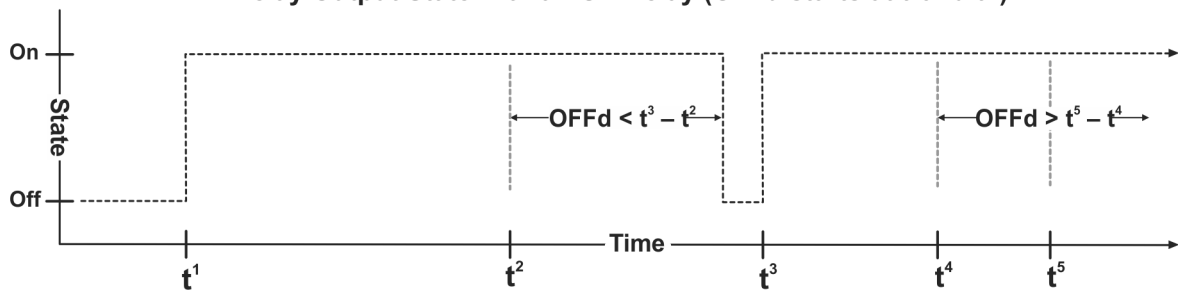 On
State
Off
OFFd < t³ – t²
OFFd > t⁵ – t⁴
Time
t¹
t²
t³
t⁴
t⁵